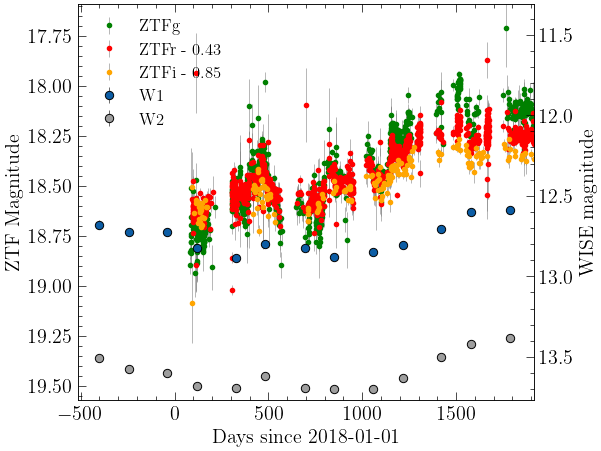 ZTFg
ZTFr - 0.43
ZTFi - 0.85
W1
W2
ZTF Magnitude
17.75
18.00
18.25
18.50
18.75
19.00
19.25
19.50
WISE magnitude
11.5
12.0
12.5
13.0
13.5
−500 0 500 1000 1500
Days since 2018-01-01